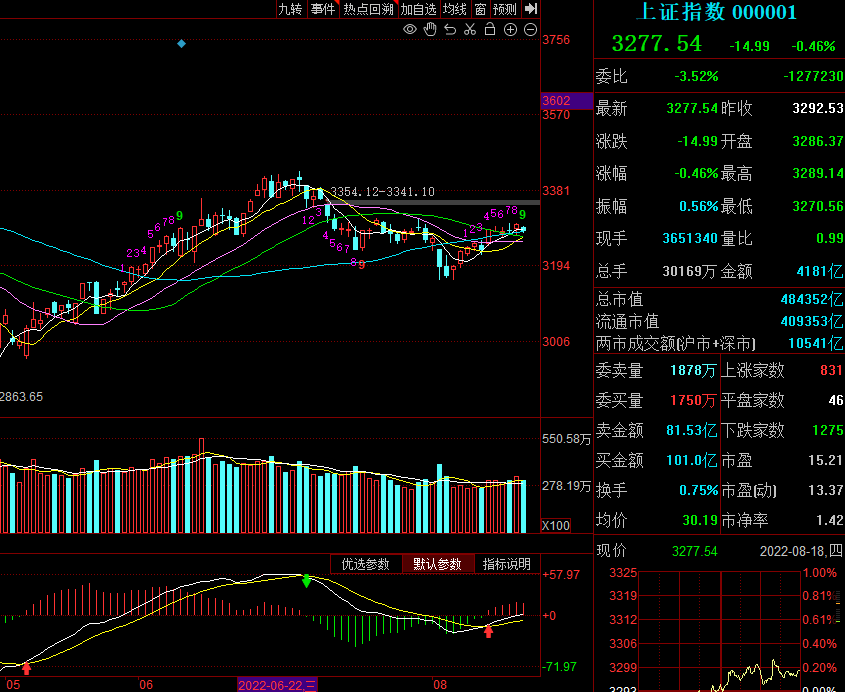 九转 事件 热点回溯 加自选 均线 窗 预测
上证指数 000001
3277.54 -14.99 -0.46%
委比 -3.52% -1277230
最新 3277.54 昨收 3292.53
涨跌 -14.99 开盘 3286.37
涨幅 -0.46% 最高 3289.14
振幅 0.56% 最低 3270.56
现手 3651340 量比 0.99
总手 30169万 金额 4181亿
总市值 484352亿
流通市值 409353亿
两市成交额(沪市+深市) 10541亿
委卖量 1878万 上涨家数 831
委买量 1750万 平盘家数 46
卖金额 81.53亿 下跌家数 1275
买金额 101.0亿 市盈 15.21
换手 0.75% 市盈(动) 13.37
均价 30.19 市净率 1.42
现价 3277.54 2022-08-18,四
3325 1.00%
3319 0.81%
3312 0.61%
3306 0.40%
3299 0.20%
3293 0.00%
3756
3602
3570
3381
3194
3006
3354.12-3341.10
1 2 3 4 5 6 7 8 9
1 2 3 4 5 6 7 8 9
1 2 3 4 5 6 7 8 9
2863.65
550.58万
278.19万
X100
优选参数 默认参数 指标说明
+57.97
+0
-71.97
05 06 2022-06-22,三 08